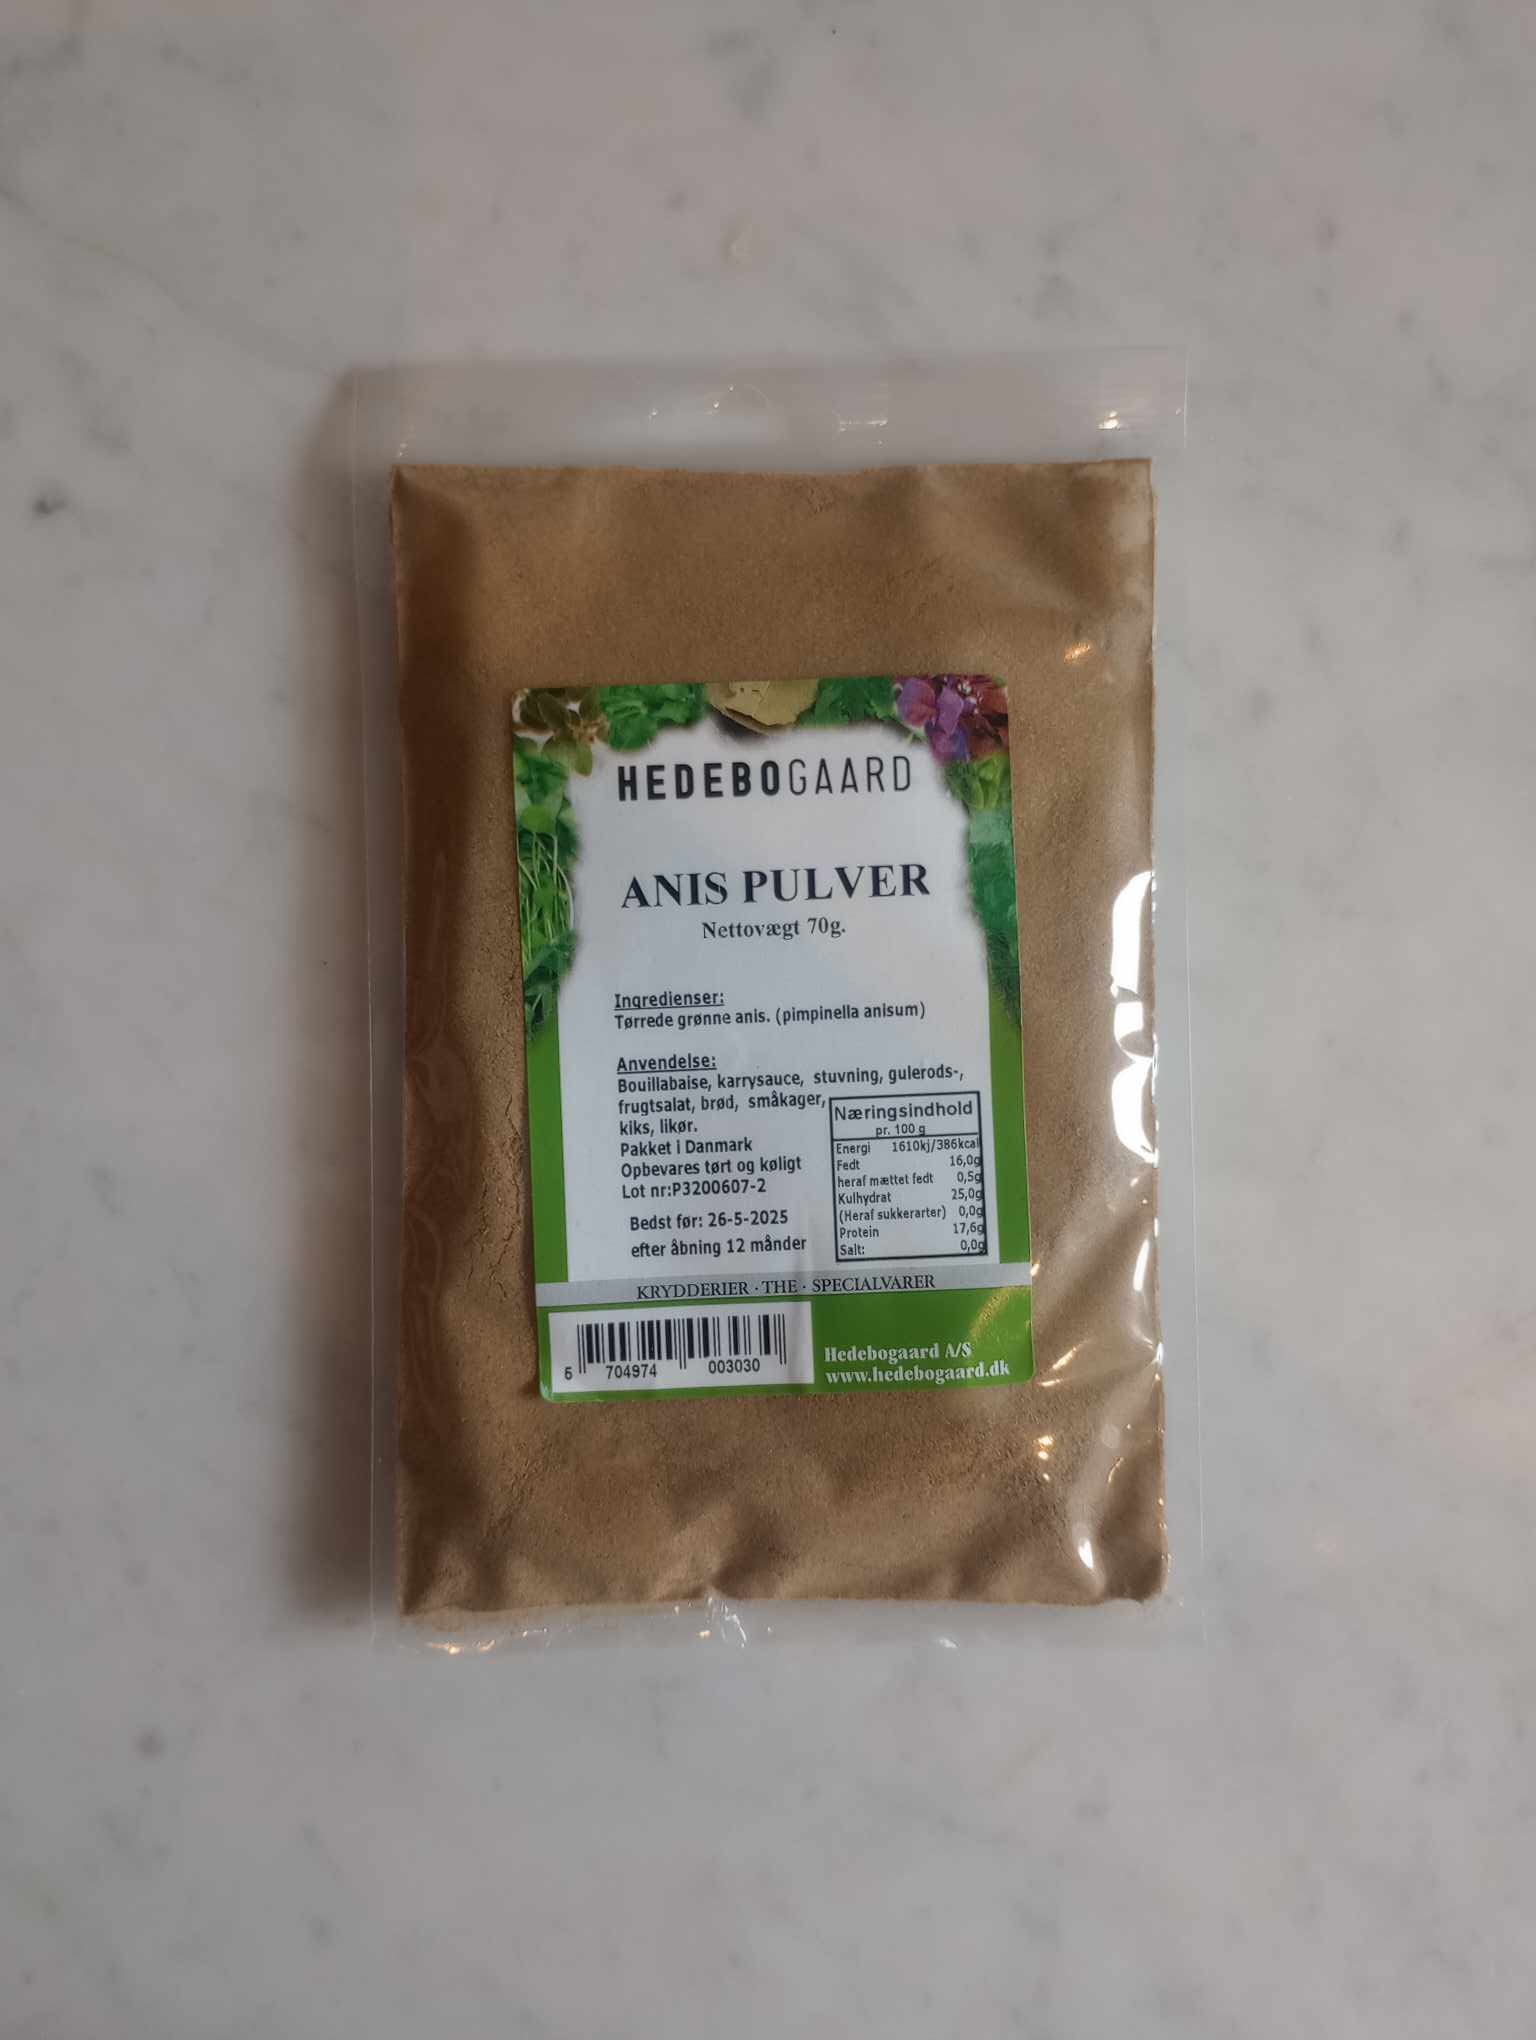 HEDEBOGAARD
ANIS PULVER
Nettovægt 70g.
Ingredienser:
Tørrede grønne anis. (pimpinella anisum)
Anvendelse:
Bouillabaise, karrysauce, stuvning, gulerods-,
frugtsalat, brød, småkager,
kiks, likør.
Pakket i Danmark
Opbevares tørt og køligt
Lot nr:P3200607-2
Bedst før: 26-5-2025
efter åbning 12 månder
Næringsindhold
pr. 100 g
Energi 1610kj/386kcal
Fedt 16,0g
heraf mættet fedt 0,5g
Kulhydrat 25,0g
(Heraf sukkerarter) 0,0g
Protein 17,6g
Salt: 0,0g
KRYDDERIER · THE · SPECIALVARER
704974 003030
Hedebogaard A/S
www.hedebogaard.dk